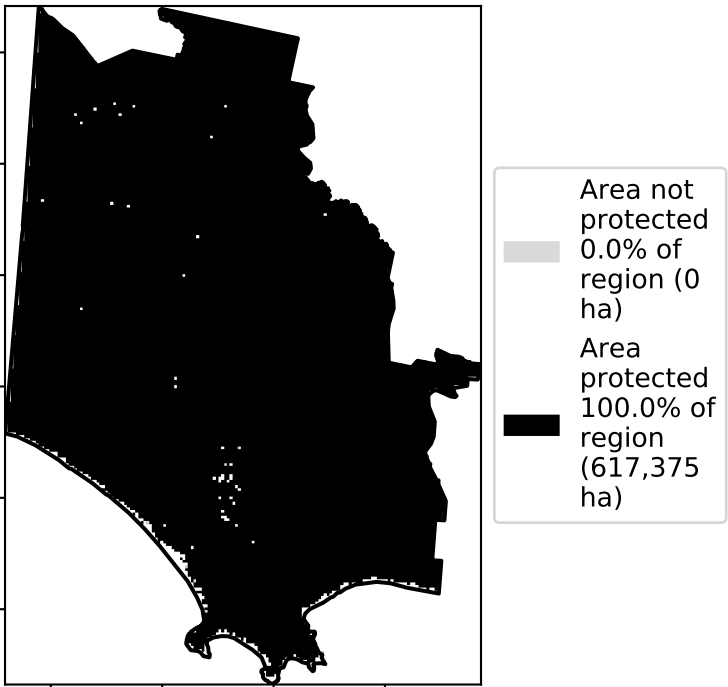 Area not
protected
0.0% of
region (0
ha)
Area
protected
100.0% of
region
(617,375
ha)